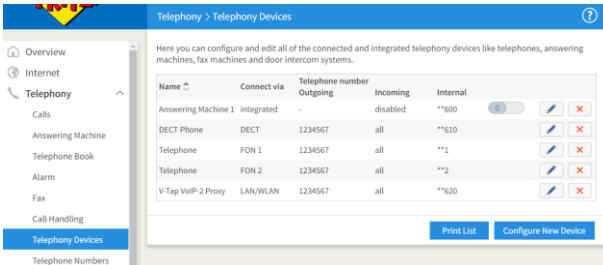 Telephony > Telephony Devices
Overview
Internet
Telephony
Calls
Answering Machine
Telephone Book
Alarm
Fax
Call Handling
Telephony Devices
Telephone Numbers
Here you can configure and edit all of the connected and integrated telephony devices like telephones, answering
machines, fax machines and door intercom systems.
Name Connect via Telephone number Outgoing Incoming Internal
Answering Machine 1 integrated - disabled **600 0
DECT Phone DECT 1234567 all **610
Telephone FON 1 1234567 all **1
Telephone FON 2 1234567 all **2
V-Tap VoIP-2 Proxy LAN/WLAN 1234567 all **620
Print List Configure New Device